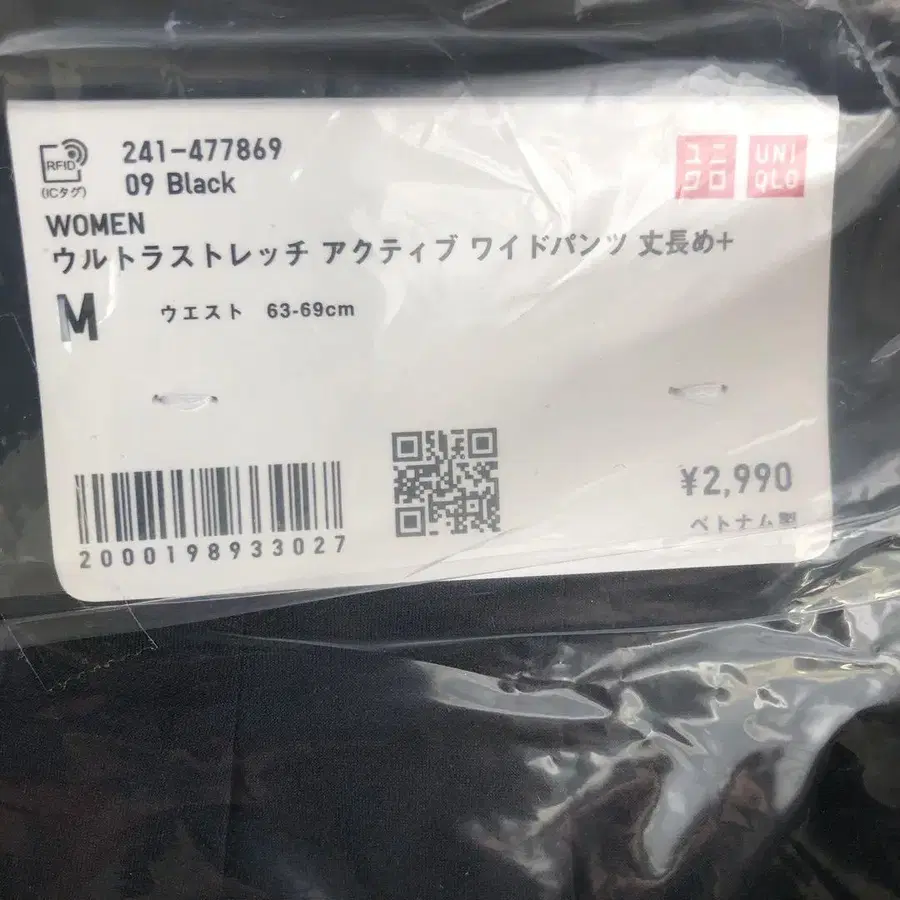 RFID
(ICタグ)
241-477869
09 Black
ユニ
クロ
UNI
QLO
WOMEN
ウルトラストレッチ アクティブ ワイドパンツ 丈長め+
M
ウエスト 63-69cm
¥2,990
ベトナム製
2000198933027